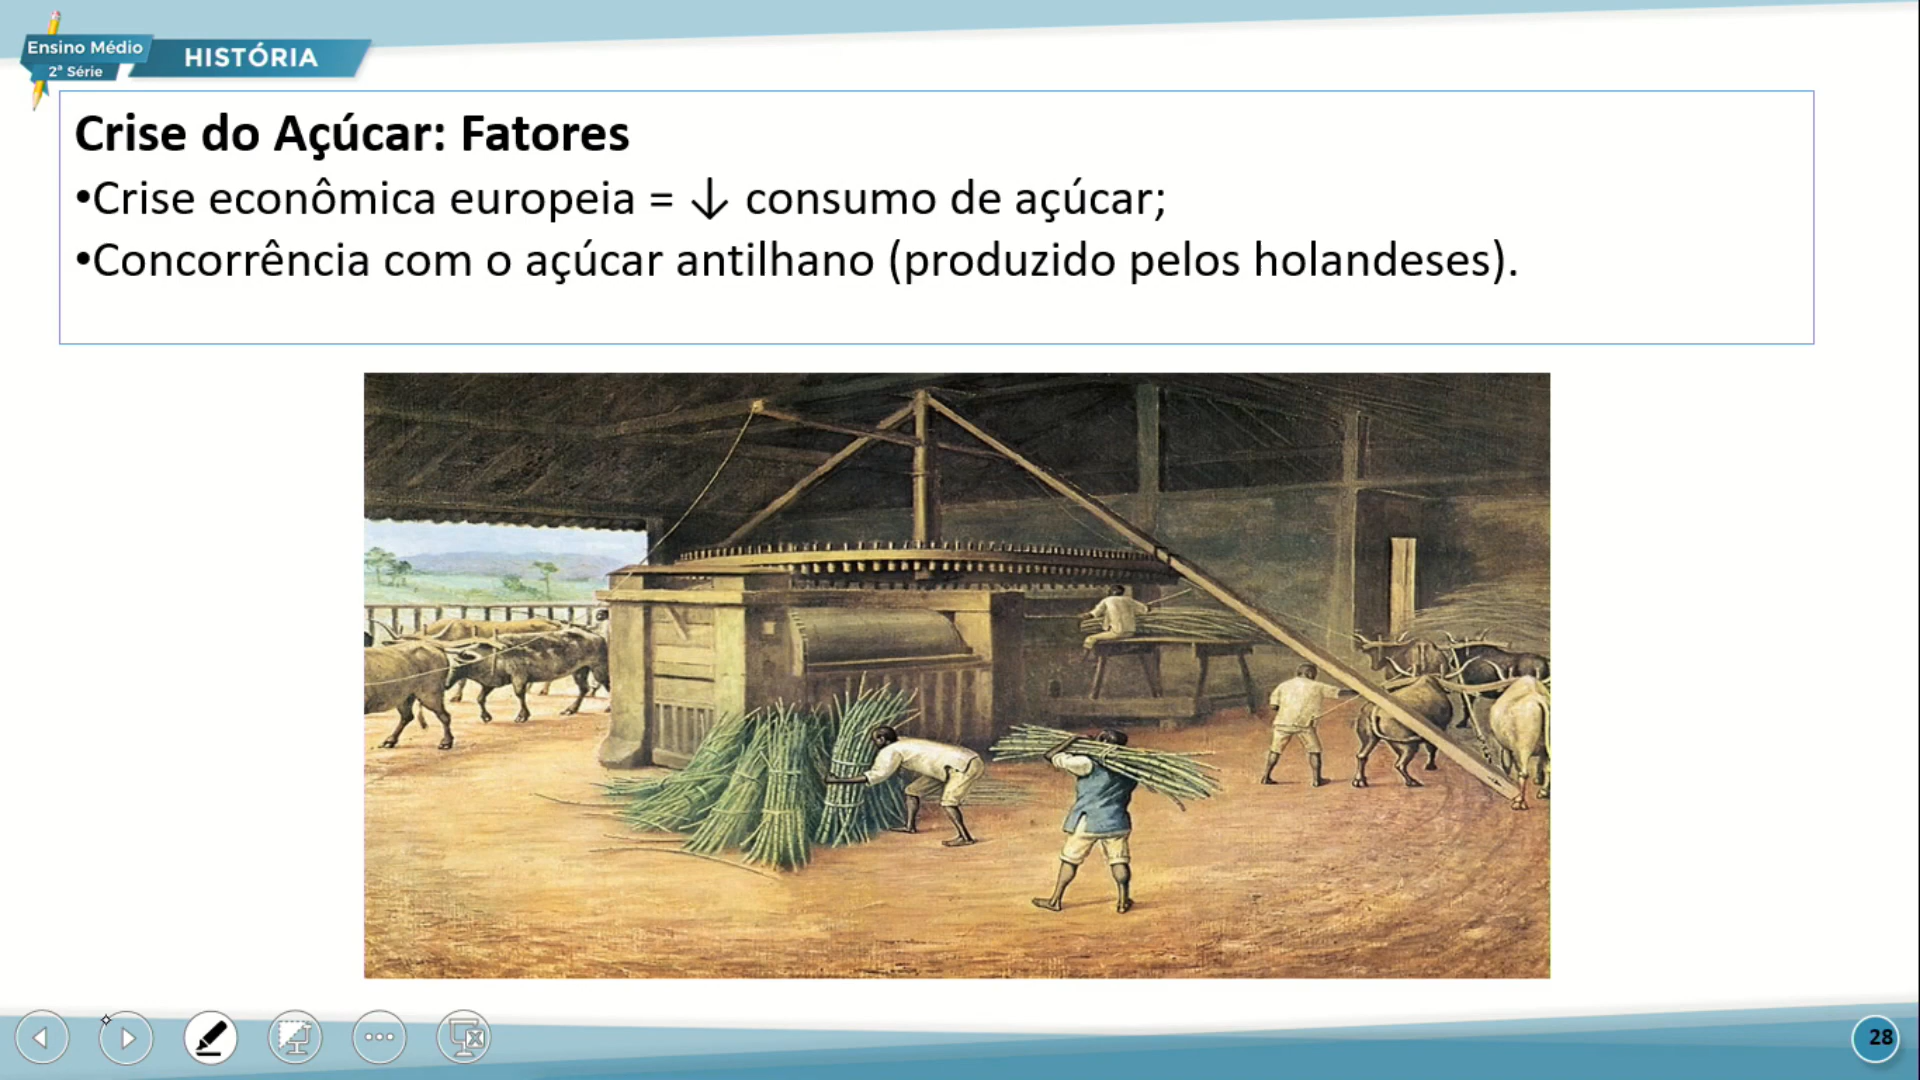 Ensino Médio
2ª Série
HISTÓRIA
Crise do Açúcar: Fatores
•Crise econômica europeia = ↓ consumo de açúcar;
•Concorrência com o açúcar antilhano (produzido pelos holandeses).
28